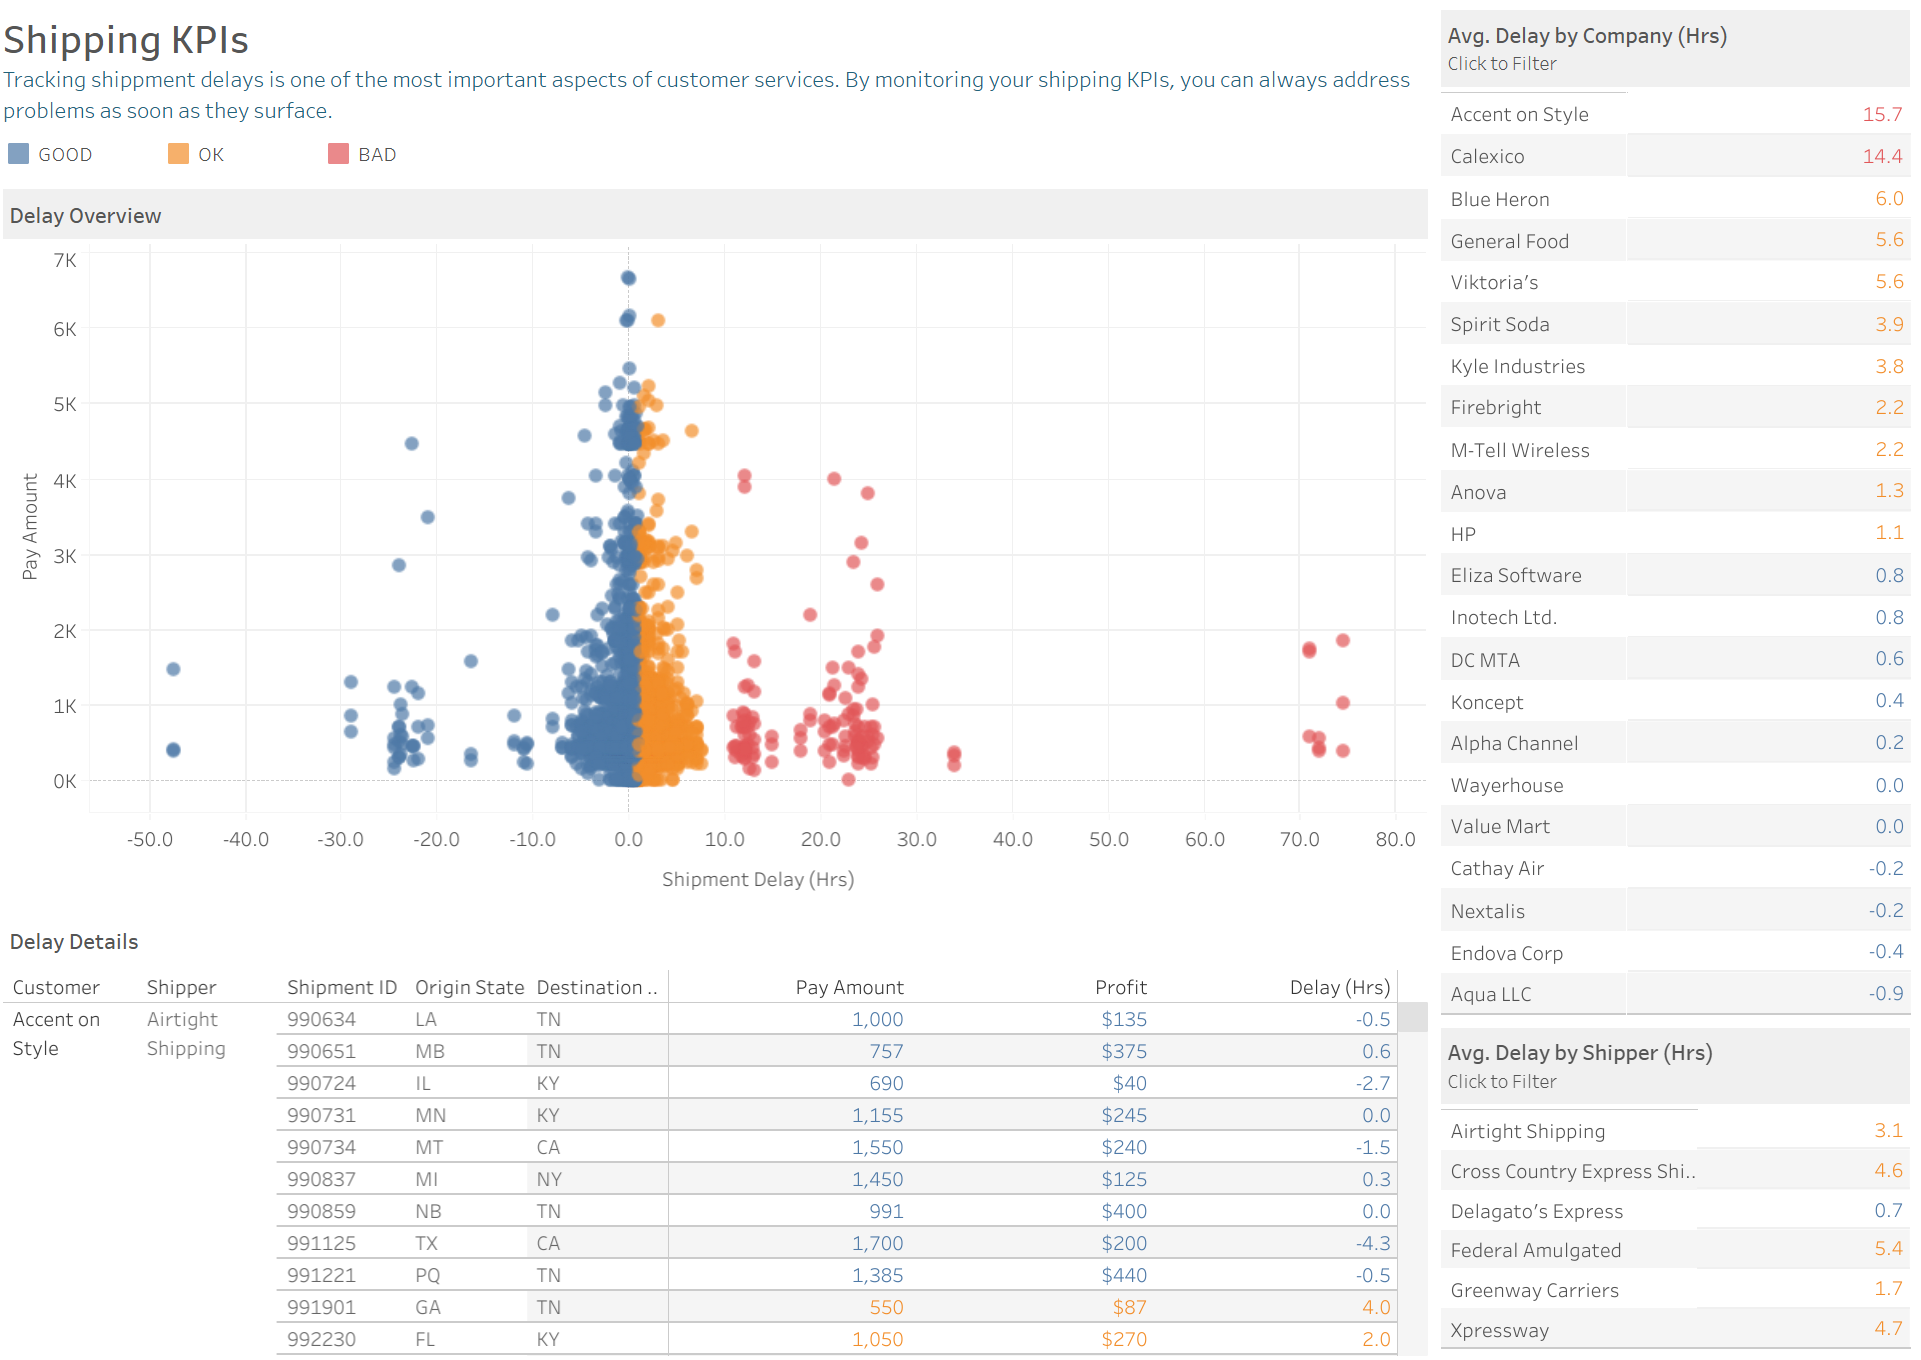 Shipping KPIs
Tracking shippment delays is one of the most important aspects of customer services. By monitoring your shipping KPIs, you can always address
problems as soon as they surface.
GOOD OK BAD
Delay Overview
7K
6K
5K
4K
3K
2K
1K
0K
Pay Amount
-50.0 -40.0 -30.0 -20.0 -10.0 0.0 10.0 20.0 30.0 40.0 50.0 60.0 70.0 80.0
Shipment Delay (Hrs)
Delay Details
Customer Shipper Shipment ID Origin State Destination .. Pay Amount Profit Delay (Hrs)
Accent on Airtight 990634 LA TN 1,000 $135 -0.5
Style Shipping 990651 MB TN 757 $375 0.6
990724 IL KY 690 $40 -2.7
990731 MN KY 1,155 $245 0.0
990734 MT CA 1,550 $240 -1.5
990837 MI NY 1,450 $125 0.3
990859 NB TN 991 $400 0.0
991125 TX CA 1,700 $200 -4.3
991221 PQ TN 1,385 $440 -0.5
991901 GA TN 550 $87 4.0
992230 FL KY 1,050 $270 2.0
Avg. Delay by Company (Hrs)
Click to Filter
Accent on Style 15.7
Calexico 14.4
Blue Heron 6.0
General Food 5.6
Viktoria's 5.6
Spirit Soda 3.9
Kyle Industries 3.8
Firebright 2.2
M-Tell Wireless 2.2
Anova 1.3
HP 1.1
Eliza Software 0.8
Inotech Ltd. 0.8
DC MTA 0.6
Koncept 0.4
Alpha Channel 0.2
Wayerhouse 0.0
Value Mart 0.0
Cathay Air -0.2
Nextalis -0.2
Endova Corp -0.4
Aqua LLC -0.9
Avg. Delay by Shipper (Hrs)
Click to Filter
Airtight Shipping 3.1
Cross Country Express Shi.. 4.6
Delagato's Express 0.7
Federal Amulgated 5.4
Greenway Carriers 1.7
Xpressway 4.7